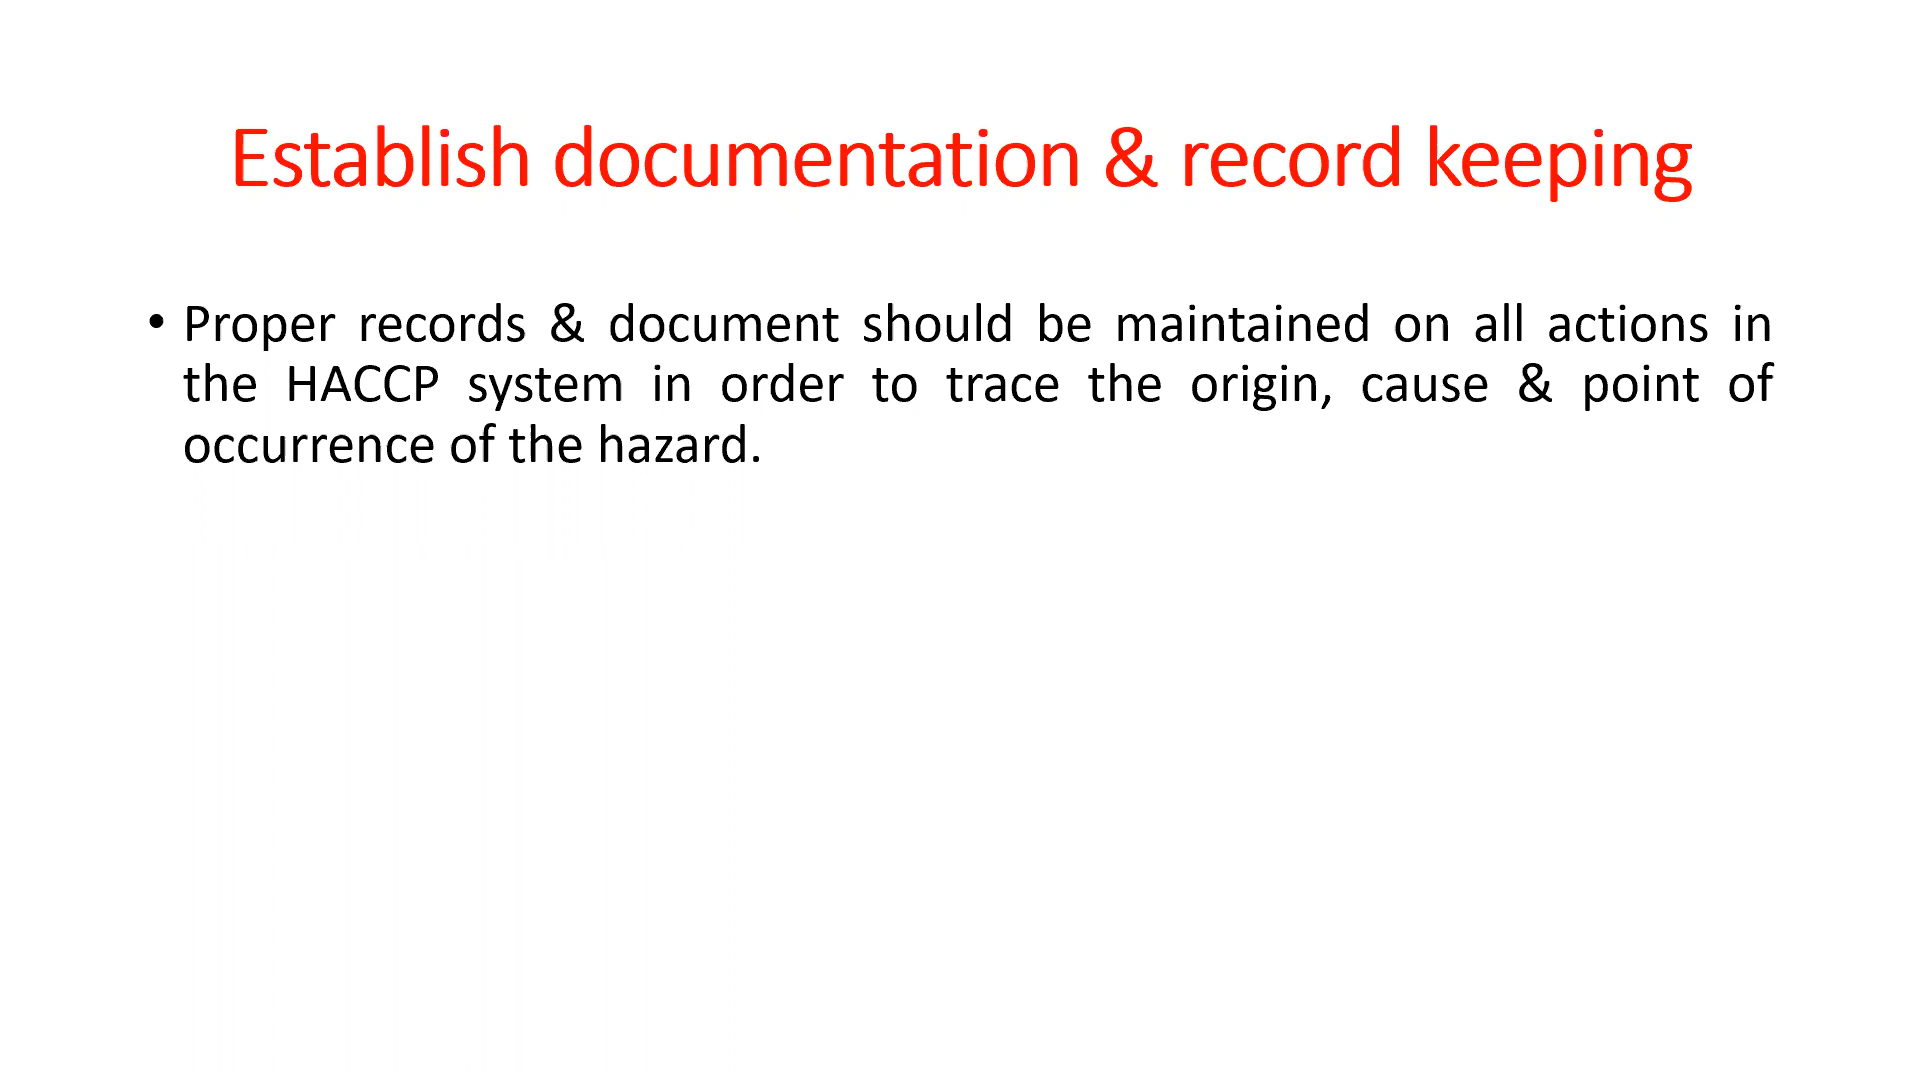 Establish documentation & record keeping
• Proper records & document should be maintained on all actions in
the HACCP system in order to trace the origin, cause & point of
occurrence of the hazard.